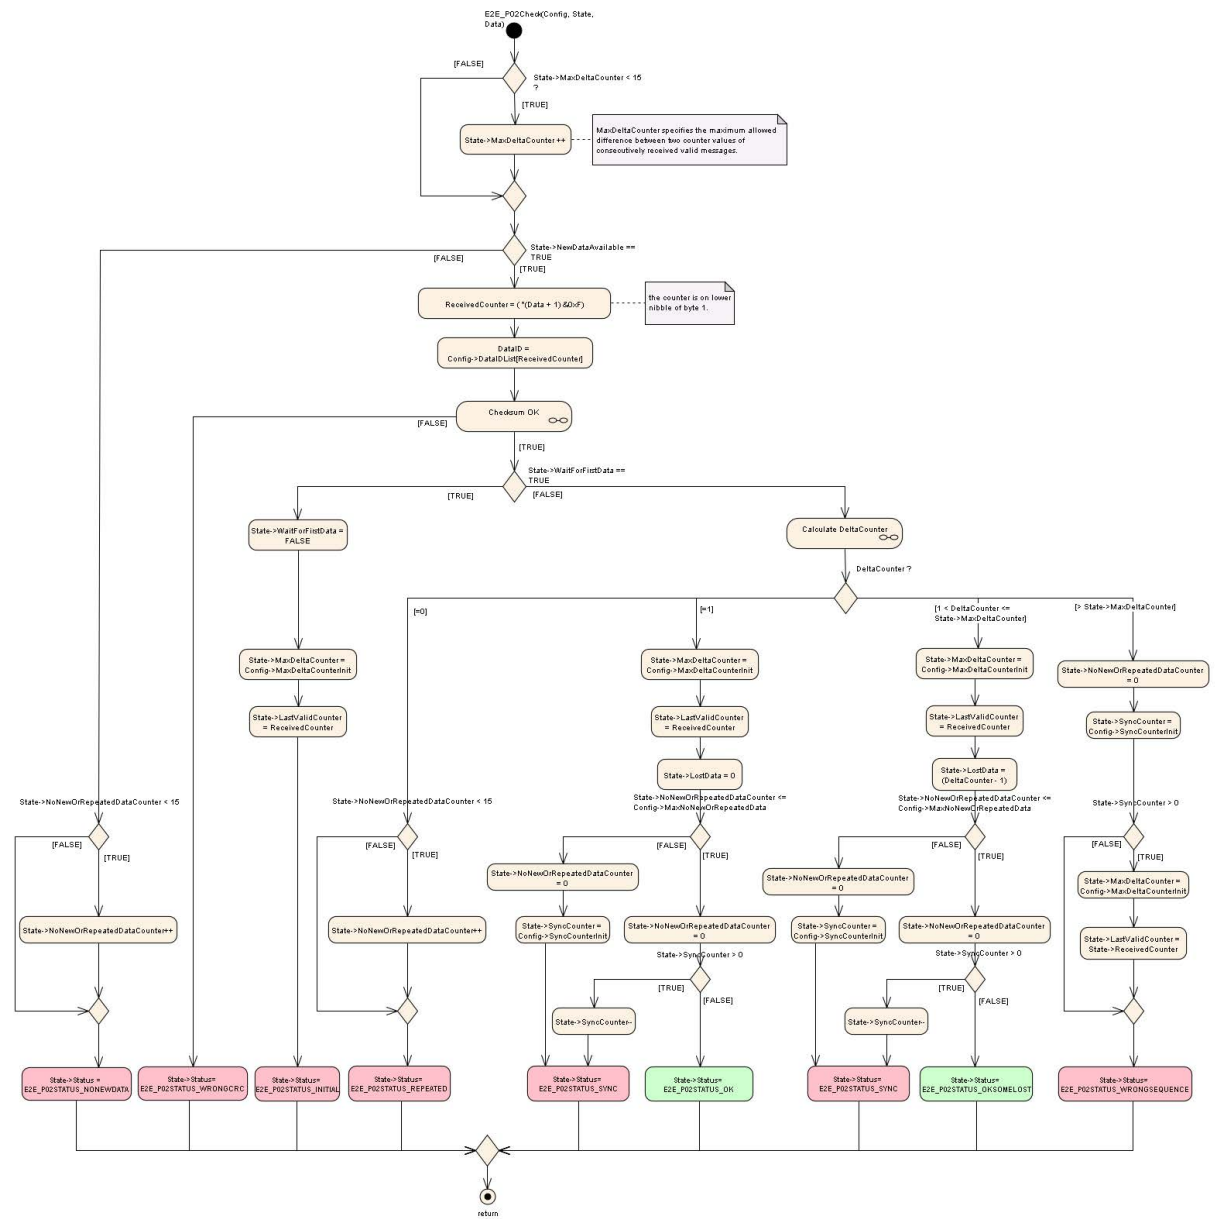 E2E_P02Check(Config, State,
Data)
[FALSE]
State->MaxDeltaCounter < 15
?
[TRUE]
State->MaxDeltaCounter ++
MaxDeltaCounter specifies the maximum allowed
difference between two counter values of
consecutively received valid messages.
State->NewDataAvailable ==
TRUE
[FALSE]
[TRUE]
ReceivedCounter = ( *(Data + 1) &0xF)
the counter is on lower
nibble of byte 1.
DataID =
Config->DataIDList[ReceivedCounter]
Checksum OK
[FALSE]
[TRUE]
State->WaitForFirstData ==
TRUE
[TRUE]
[FALSE]
State->WaitForFirstData =
FALSE
Calculate DeltaCounter
DeltaCounter ?
[=0]
[=1]
[1 < DeltaCounter <=
State->MaxDeltaCounter]
[> State->MaxDeltaCounter]
State->MaxDeltaCounter =
Config->MaxDeltaCounterInit
State->MaxDeltaCounter =
Config->MaxDeltaCounterInit
State->MaxDeltaCounter =
Config->MaxDeltaCounterInit
State->NoNewOrRepeatedDataCounter
= 0
State->LastValidCounter
= ReceivedCounter
State->LastValidCounter
= ReceivedCounter
State->LastValidCounter
= ReceivedCounter
State->SyncCounter =
Config->SyncCounterInit
State->LostData = 0
State->LostData =
(DeltaCounter - 1)
State->NoNewOrRepeatedDataCounter < 15
State->NoNewOrRepeatedDataCounter < 15
State->NoNewOrRepeatedDataCounter <=
Config->MaxNoNewOrRepeatedData
State->NoNewOrRepeatedDataCounter <=
Config->MaxNoNewOrRepeatedData
State->SyncCounter > 0
[FALSE]
[TRUE]
[FALSE]
[TRUE]
[FALSE]
[TRUE]
[FALSE]
[TRUE]
[FALSE]
[TRUE]
State->NoNewOrRepeatedDataCounter
= 0
State->NoNewOrRepeatedDataCounter
= 0
State->MaxDeltaCounter =
Config->MaxDeltaCounterInit
State->NoNewOrRepeatedDataCounter++
State->NoNewOrRepeatedDataCounter++
State->SyncCounter =
Config->SyncCounterInit
State->NoNewOrRepeatedDataCounter
= 0
State->SyncCounter =
Config->SyncCounterInit
State->NoNewOrRepeatedDataCounter
= 0
State->LastValidCounter =
State->ReceivedCounter
State->SyncCounter > 0
State->SyncCounter > 0
[TRUE]
[FALSE]
[TRUE]
[FALSE]
State->SyncCounter--
State->SyncCounter--
State->Status =
E2E_P02STATUS_NONEWDATA
State->Status=
E2E_P02STATUS_WRONGCRC
State->Status=
E2E_P02STATUS_INITIAL
State->Status=
E2E_P02STATUS_REPEATED
State->Status=
E2E_P02STATUS_SYNC
State->Status=
E2E_P02STATUS_OK
State->Status=
E2E_P02STATUS_SYNC
State->Status=
E2E_P02STATUS_OKSOMELOST
State->Status=
E2E_P02STATUS_WRONGSEQUENCE
return